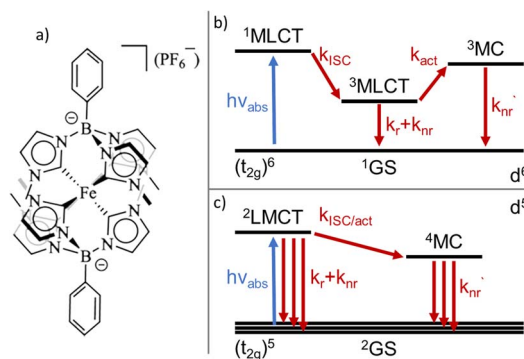 a)
(PF6⁻)
B
⊖
N N N
N N N
Fe
N N N
N N N
B
⊖
b)
¹MLCT
kISC
³MLCT
kact
³MC
hνabs
kr+knr
knr`
(t2g)⁶
¹GS
d⁶
c)
d⁵
²LMCT
kISC/act
⁴MC
hνabs
kr+knr
knr`
(t2g)⁵
²GS